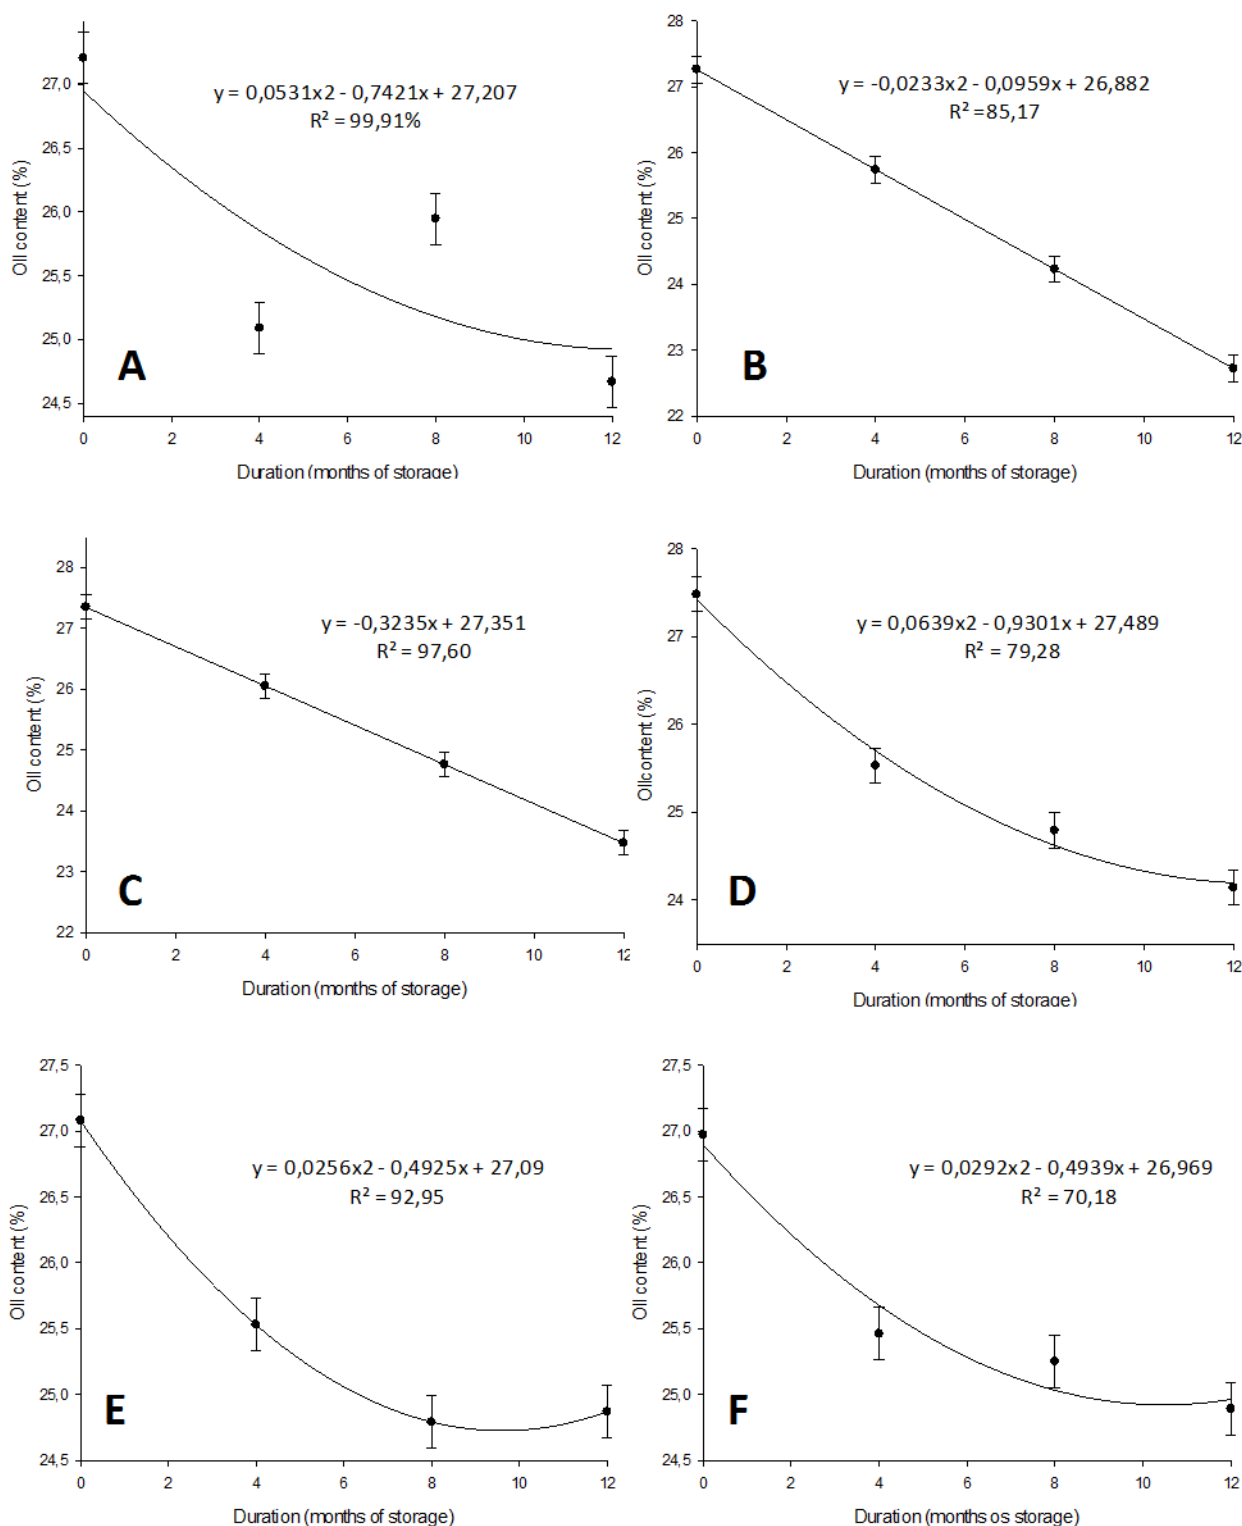 27,0
26,5
26,0
25,5
25,0
24,5
OIl content (%)
y = 0,0531x2 - 0,7421x + 27,207
R² = 99,91%
A
0 2 4 6 8 10 12
Duration (months of storage)
28
27
26
25
24
23
22
OIl content (%)
y = -0,0233x2 - 0,0959x + 26,882
R² =85,17
B
0 2 4 6 8 10 12
Duration (months of storage)
28
27
26
25
24
23
22
OIl content (%)
y = -0,3235x + 27,351
R² = 97,60
C
0 2 4 6 8 10 12
Duration (months of storage)
28
27
26
25
24
OIlcontent (%)
y = 0,0639x2 - 0,9301x + 27,489
R² = 79,28
D
0 2 4 6 8 10 12
Duration (months of storage)
27,5
27,0
26,5
26,0
25,5
25,0
24,5
OIl content (%)
y = 0,0256x2 - 0,4925x + 27,09
R² = 92,95
E
0 2 4 6 8 10 12
Duration (months of storage)
27,5
27,0
26,5
26,0
25,5
25,0
24,5
OIl content (%)
y = 0,0292x2 - 0,4939x + 26,969
R² = 70,18
F
0 2 4 6 8 10 12
Duration (months os storage)